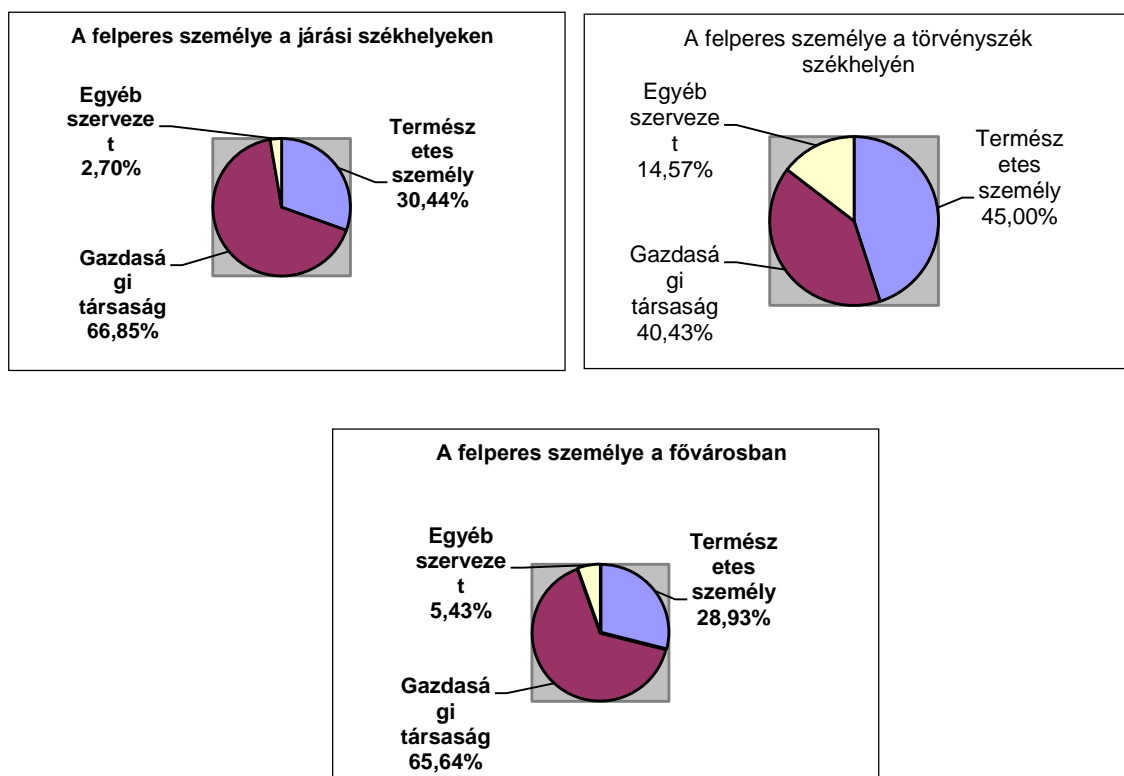 A felperes személye a járási székhelyeken
Egyéb
szerveze
t
2,70%
Termész
etes
személy
30,44%
Gazdasá
gi
társaság
66,85%
A felperes személye a törvényszék
székhelyén
Egyéb
szerveze
t
14,57%
Termész
etes
személy
45,00%
Gazdasá
gi
társaság
40,43%
A felperes személye a fővárosban
Egyéb
szerveze
t
5,43%
Termész
etes
személy
28,93%
Gazdasá
gi
társaság
65,64%